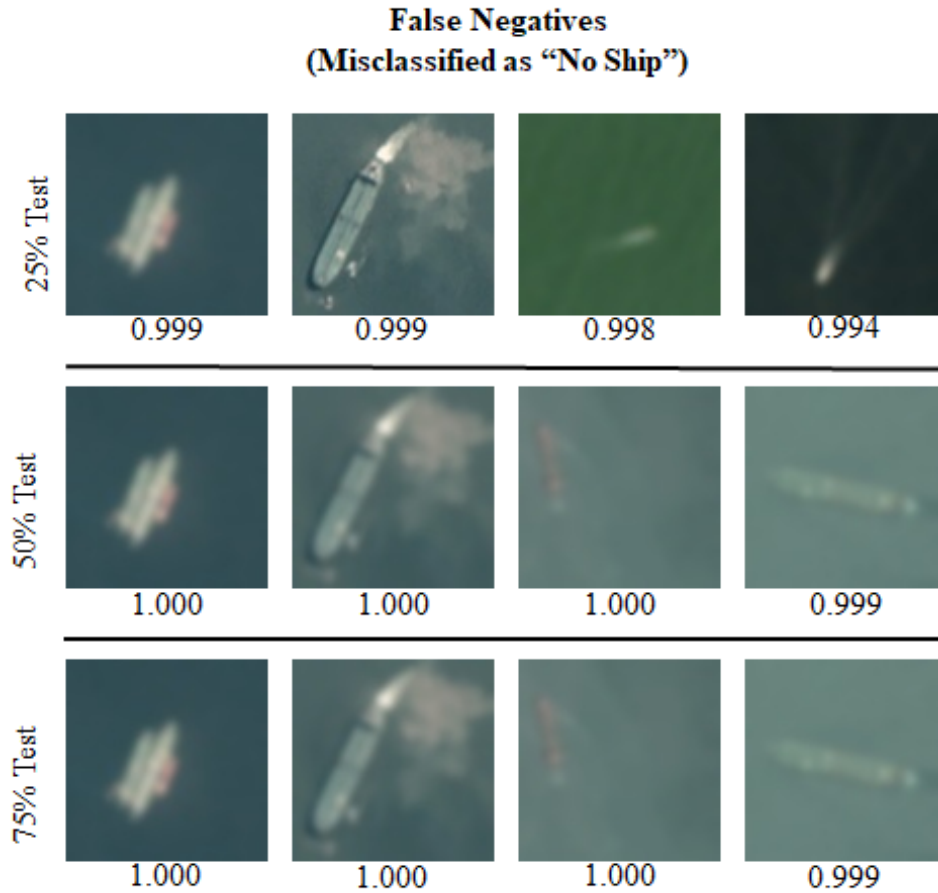 False Negatives
(Misclassified as “No Ship”)
25% Test
0.999 0.999 0.998 0.994
50% Test
1.000 1.000 1.000 0.999
75% Test
1.000 1.000 1.000 0.999